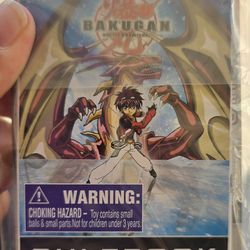 BAKUGAN
WARNING:
CHOKING HAZARD - Toy contains small
balls & small parts. Not for children under 3 years.